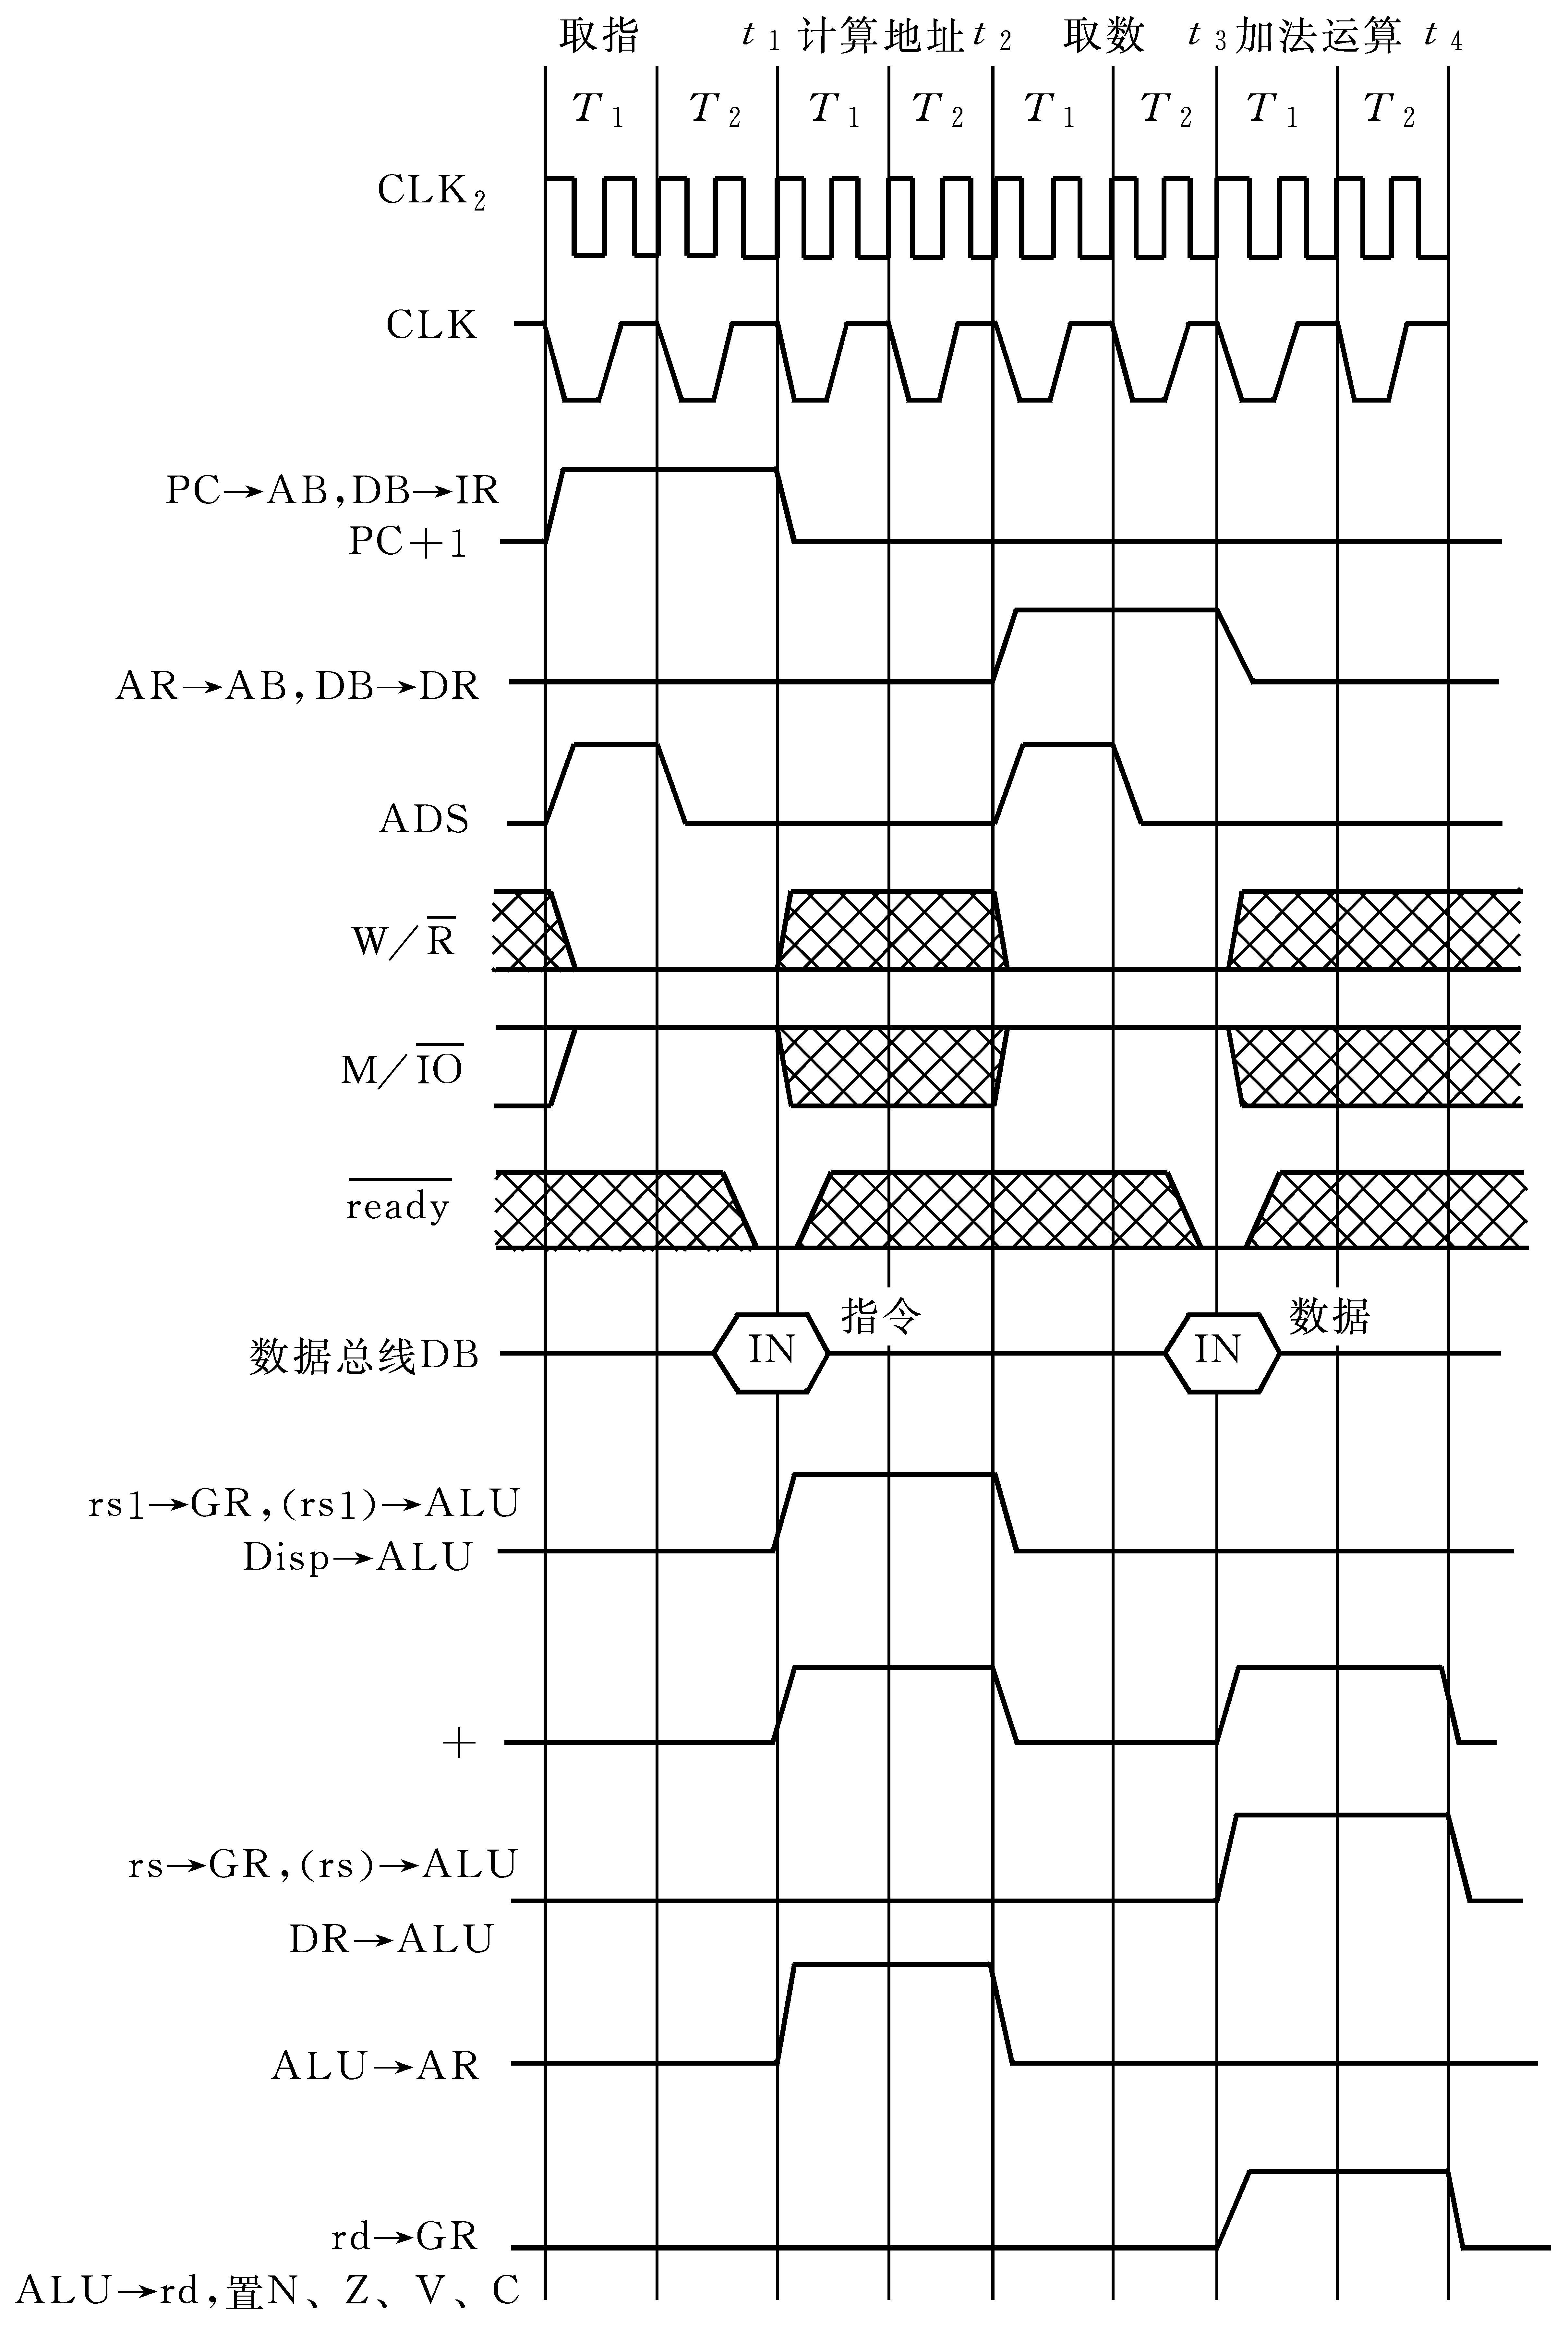 取指 t1 计算地址 t2 取数 t3 加法运算 t4
T1 T2 T1 T2 T1 T2 T1 T2
CLK2
CLK
PC→AB,DB→IR
PC+1
AR→AB,DB→DR
ADS
W/R̅
M/I̅O̅
r̅e̅a̅d̅y̅
指令 数据
数据总线DB IN IN
rs1→GR,(rs1)→ALU
Disp→ALU
+
rs→GR,(rs)→ALU
DR→ALU
ALU→AR
rd→GR
ALU→rd,置N、Z、V、C